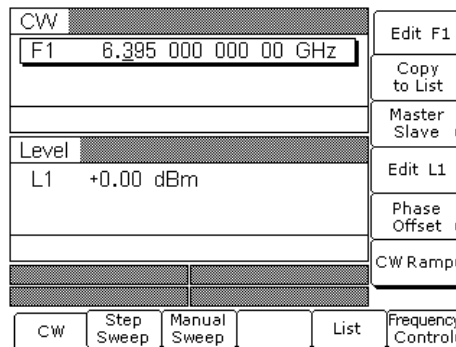 CW
F1 6.395 000 000 00 GHz
Level
L1 +0.00 dBm
Edit F1
Copy
to List
Master
Slave
Edit L1
Phase
Offset
CW Ramp
CW
Step
Sweep
Manual
Sweep
List
Frequency
Control